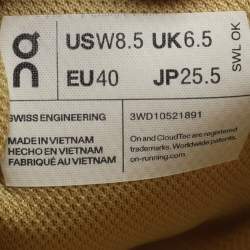 on
USW8.5 UK6.5
EU40 JP25.5
SWL OK
SWISS ENGINEERING
3WD10521891
MADE IN VIETNAM
HECHO EN VIETNAM
FABRIQUÉ AU VIETNAM
On and CloudTec are registered
trademarks. Worldwide patents.
on-running.com.